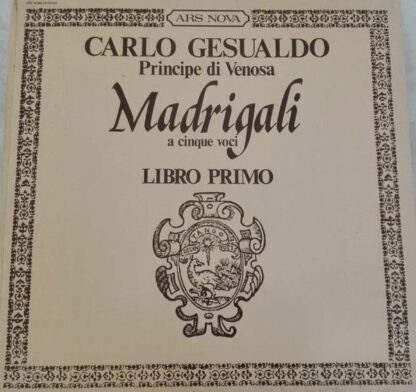 ARS NOVA
CARLO GESUALDO
Principe di Venosa
Madrigali
a cinque voci
LIBRO PRIMO